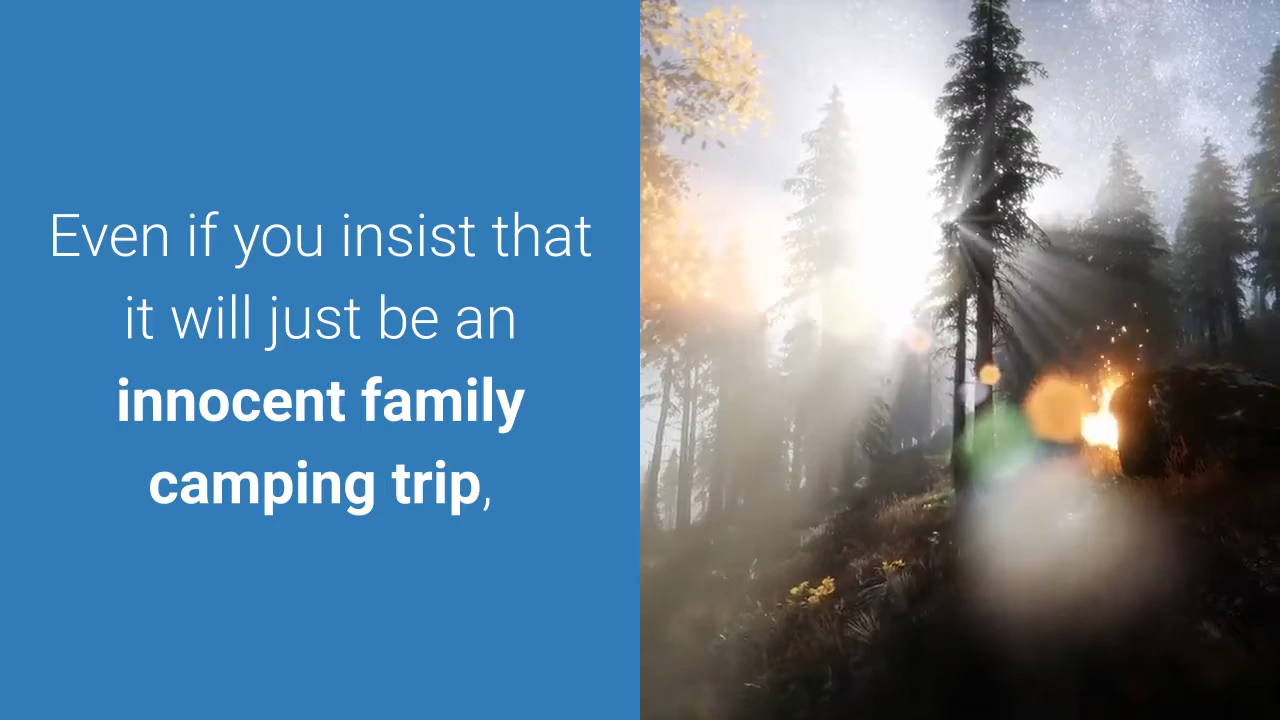 Even if you insist that
it will just be an
innocent family
camping trip,